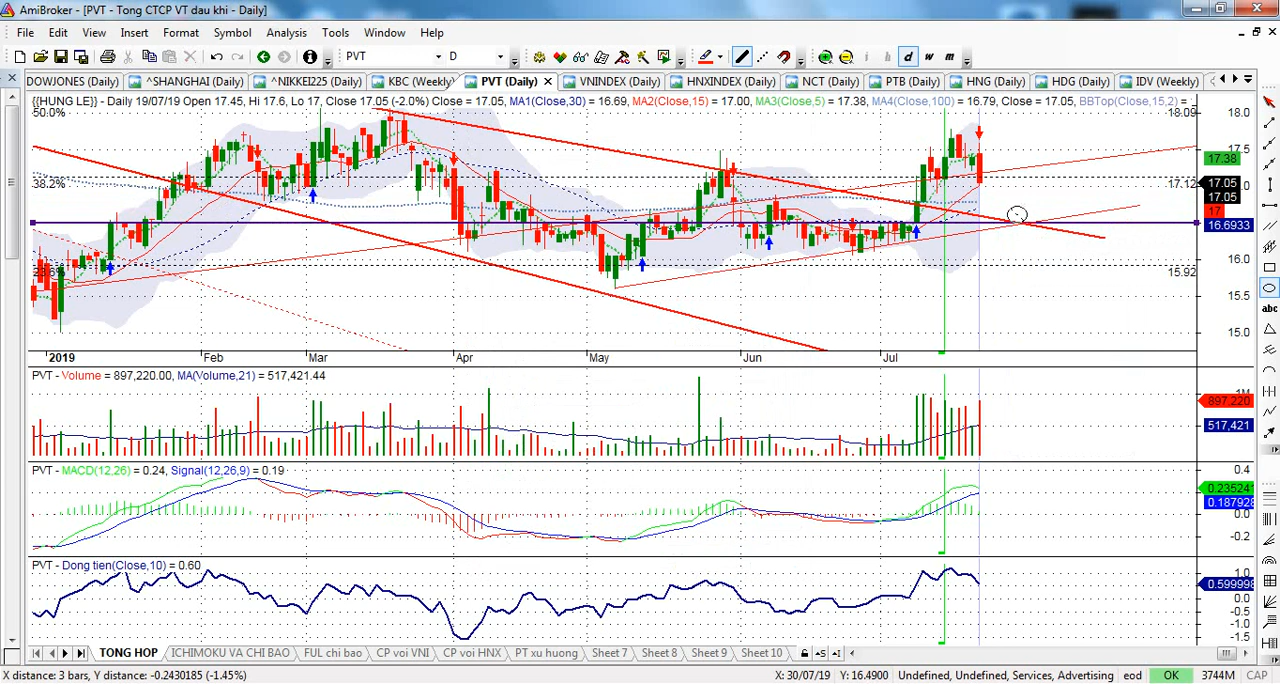 AmiBroker - [PVT - Tong CTCP VT dau khi - Daily]
File Edit View Insert Format Symbol Analysis Tools Window Help
PVT D i h d w m
DOWJONES (Daily) ^SHANGHAI (Daily) ^NIKKEI225 (Daily) KBC (Weekly) PVT (Daily) VNINDEX (Daily) HNXINDEX (Daily) NCT (Daily) PTB (Daily) HNG (Daily) HDG (Daily) IDV (Weekly)
{{HUNG LE}} - Daily 19/07/19 Open 17.45, Hi 17.6, Lo 17, Close 17.05 (-2.0%) Close = 17.05, MA1(Close,30) = 16.69, MA2(Close,15) = 17.00, MA3(Close,5) = 17.38, MA4(Close,100) = 16.79, Close = 17.05, BBTop(Close,15,2) =
50.0% 18.09 18.0
17.5
17.38
38.2% 17.12 17.05
17.05
17
16.6933
16.0
23.6% 15.92
15.5
15.0
2019 Feb Mar Apr May Jun Jul
PVT - Volume = 897,220.00, MA(Volume,21) = 517,421.44
1M
897,220
517,421
PVT - MACD(12,26) = 0.24, Signal(12,26,9) = 0.19
0.4
0.235241
0.187928
0.0
-0.2
PVT - Dong tien(Close,10) = 0.60
1.0
0.599998
0.0
-0.5
-1.0
-1.5
TONG HOP ICHIMOKU VA CHI BAO FUL chi bao CP voi VNI CP voi HNX PT xu huong Sheet 7 Sheet 8 Sheet 9 Sheet 10
X distance: 3 bars, Y distance: -0.2430185 (-1.45%) X: 30/07/19 Y: 16.4900 Undefined, Undefined, Services, Advertising eod OK 3744M CAP
abc